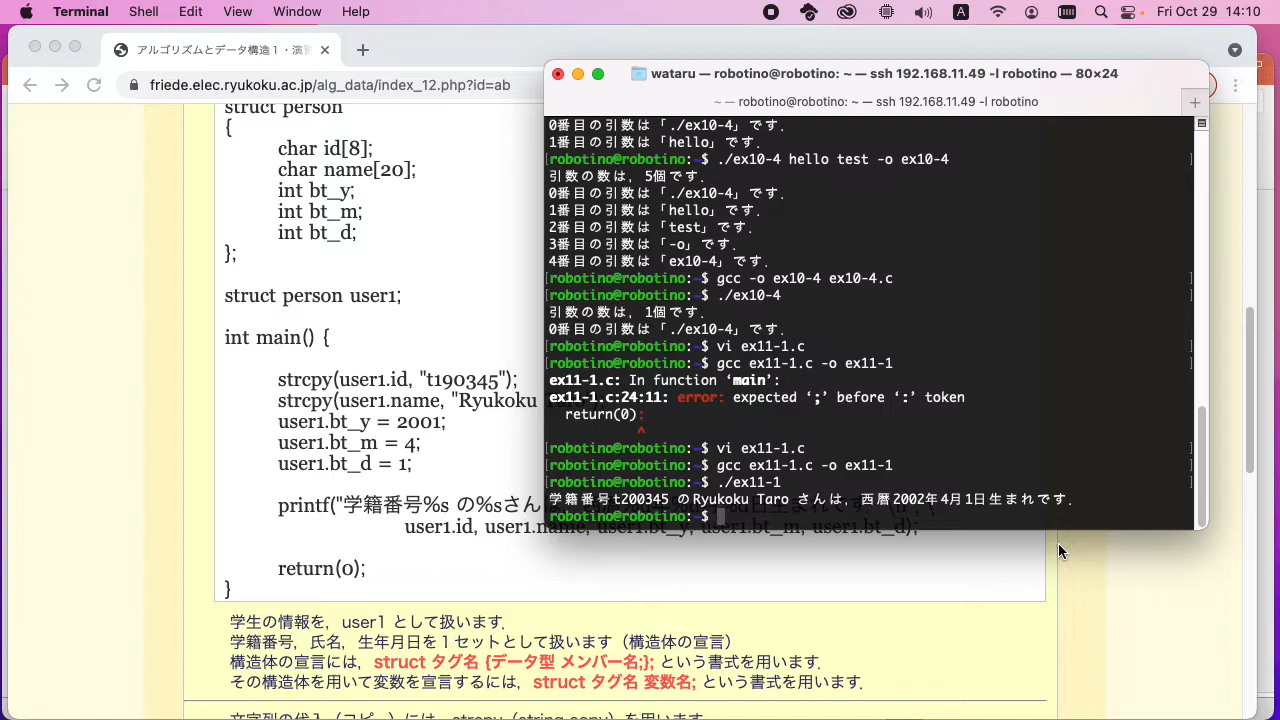 Terminal Shell Edit View Window Help
A Fri Oct 29 14:10
アルゴリズムとデータ構造１・演習
friede.elec.ryukoku.ac.jp/alg_data/index_12.php?id=ab
wataru — robotino@robotino: ~ — ssh 192.168.11.49 -l robotino — 80×24
~ — robotino@robotino: ~ — ssh 192.168.11.49 -l robotino
struct person
{
char id[8];
char name[20];
int bt_y;
int bt_m;
int bt_d;
};
struct person user1;
int main() {
strcpy(user1.id, "t190345");
strcpy(user1.name, "Ryukoku
user1.bt_y = 2001;
user1.bt_m = 4;
user1.bt_d = 1;
printf("学籍番号%s の%sさんは
user1.id, user1.name, user1.bt_y, user1.bt_m, user1.bt_d);
return(0);
}
学生の情報を，user1 として扱います．
学籍番号，氏名，生年月日を１セットとして扱います（構造体の宣言）
構造体の宣言には，struct タグ名 {データ型 メンバー名;}; という書式を用います．
その構造体を用いて変数を宣言するには，struct タグ名 変数名; という書式を用います．
文字列の代入（コピー）には，strcpy（string copy）を用います．
0番目の引数は「./ex10-4」です．
1番目の引数は「hello」です．
robotino@robotino:~$ ./ex10-4 hello test -o ex10-4
引数の数は，5個です．
0番目の引数は「./ex10-4」です．
1番目の引数は「hello」です．
2番目の引数は「test」です．
3番目の引数は「-o」です．
4番目の引数は「ex10-4」です．
robotino@robotino:~$ gcc -o ex10-4 ex10-4.c
robotino@robotino:~$ ./ex10-4
引数の数は，1個です．
0番目の引数は「./ex10-4」です．
robotino@robotino:~$ vi ex11-1.c
robotino@robotino:~$ gcc ex11-1.c -o ex11-1
ex11-1.c: In function ‘main’:
ex11-1.c:24:11: error: expected ‘;’ before ‘:’ token
return(0):
^
robotino@robotino:~$ vi ex11-1.c
robotino@robotino:~$ gcc ex11-1.c -o ex11-1
robotino@robotino:~$ ./ex11-1
学籍番号t200345 のRyukoku Taro さんは，西暦2002年4月1日生まれです．
robotino@robotino:~$